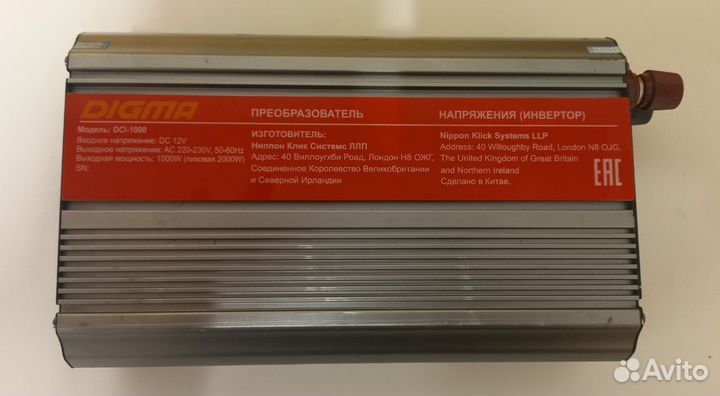 DIGMA
Модель: DCI-1000
Входное напряжение: DC 12V
Выходное напряжение: AC 220-230V, 50-60Hz
Выходная мощность: 1000W (пиковая 2000W)
SN:
ПРЕОБРАЗОВАТЕЛЬ
ИЗГОТОВИТЕЛЬ:
Ниппон Клик Системс ЛЛП
Адрес: 40 Виллоугхби Роад, Лондон Н8 ОЖГ,
Соединенное Королевство Великобритании
и Северной Ирландии
НАПРЯЖЕНИЯ (ИНВЕРТОР)
Nippon Klick Systems LLP
Address: 40 Willoughby Road, London N8 OJG,
The United Kingdom of Great Britain
and Northern Ireland
Сделано в Китае.
EAC
Avito